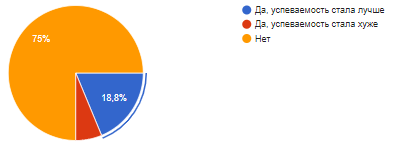 75%
18,8%
Да, успеваемость стала лучше
Да, успеваемость стала хуже
Нет